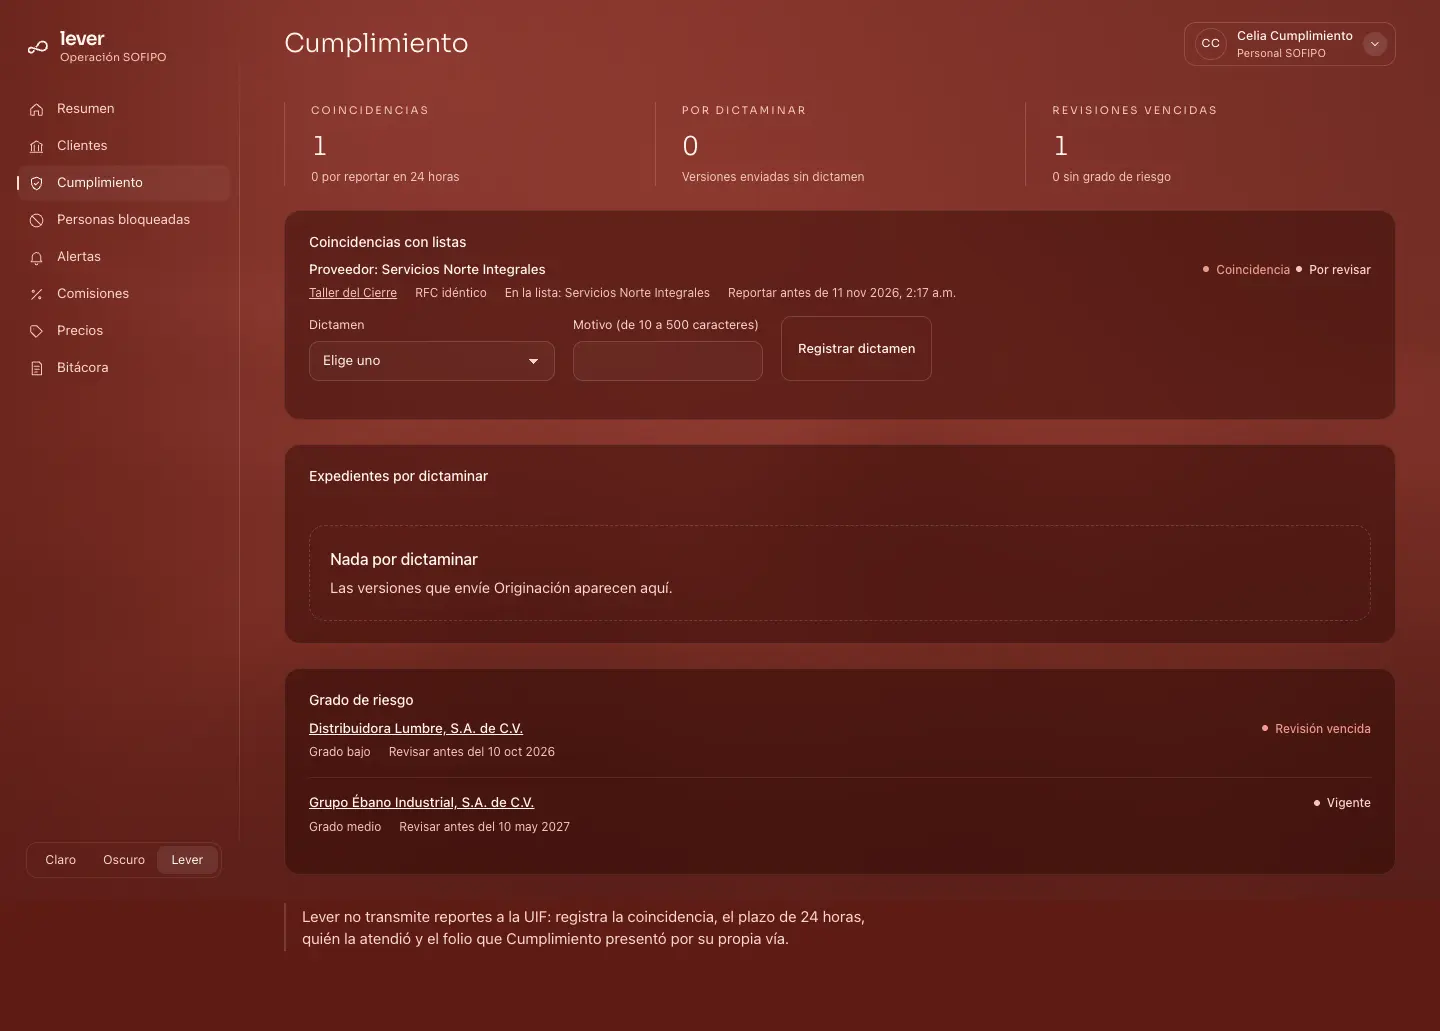 lever
Operación SOFIPO
Resumen
Clientes
Cumplimiento
Personas bloqueadas
Alertas
Comisiones
Precios
Bitácora
Claro Oscuro Lever
Cumplimiento
CC
Celia Cumplimiento
Personal SOFIPO
COINCIDENCIAS
1
0 por reportar en 24 horas
POR DICTAMINAR
0
Versiones enviadas sin dictamen
REVISIONES VENCIDAS
1
0 sin grado de riesgo
Coincidencias con listas
Proveedor: Servicios Norte Integrales
Coincidencia Por revisar
Taller del Cierre RFC idéntico En la lista: Servicios Norte Integrales Reportar antes de 11 nov 2026, 2:17 a.m.
Dictamen
Elige uno
Motivo (de 10 a 500 caracteres)
Registrar dictamen
Expedientes por dictaminar
Nada por dictaminar
Las versiones que envíe Originación aparecen aquí.
Grado de riesgo
Distribuidora Lumbre, S.A. de C.V.
Revisión vencida
Grado bajo Revisar antes del 10 oct 2026
Grupo Ébano Industrial, S.A. de C.V.
Vigente
Grado medio Revisar antes del 10 may 2027
Lever no transmite reportes a la UIF: registra la coincidencia, el plazo de 24 horas,
quién la atendió y el folio que Cumplimiento presentó por su propia vía.